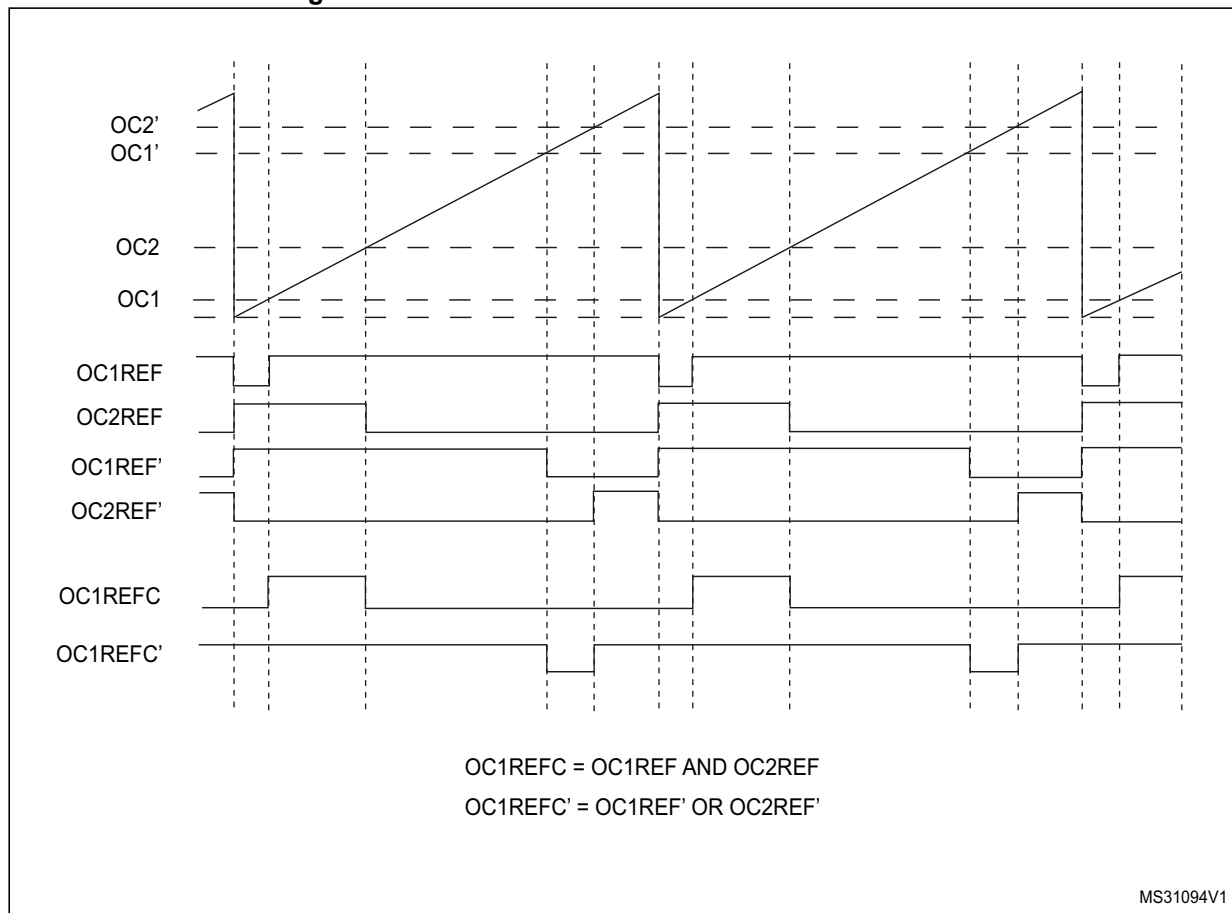 OC2’
OC1’
OC2
OC1
OC1REF
OC2REF
OC1REF’
OC2REF’
OC1REFC
OC1REFC’
OC1REFC = OC1REF AND OC2REF
OC1REFC’ = OC1REF’ OR OC2REF’
MS31094V1